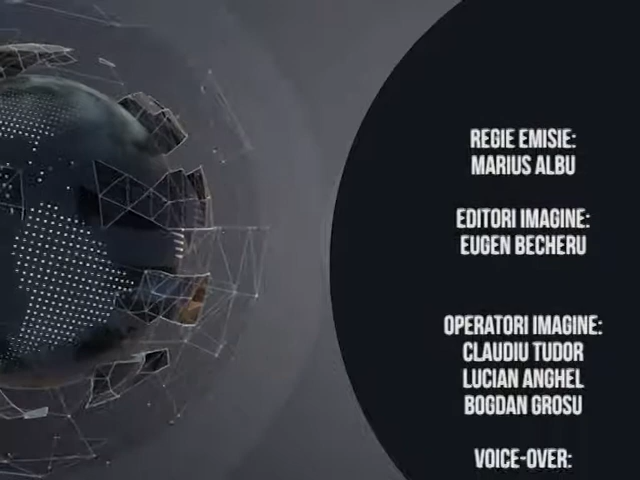 REGIE EMISIE:
MARIUS ALBU
EDITORI IMAGINE:
EUGEN BECHERU
OPERATORI IMAGINE:
CLAUDIU TUDOR
LUCIAN ANGHEL
BOGDAN GROSU
VOICE-OVER: